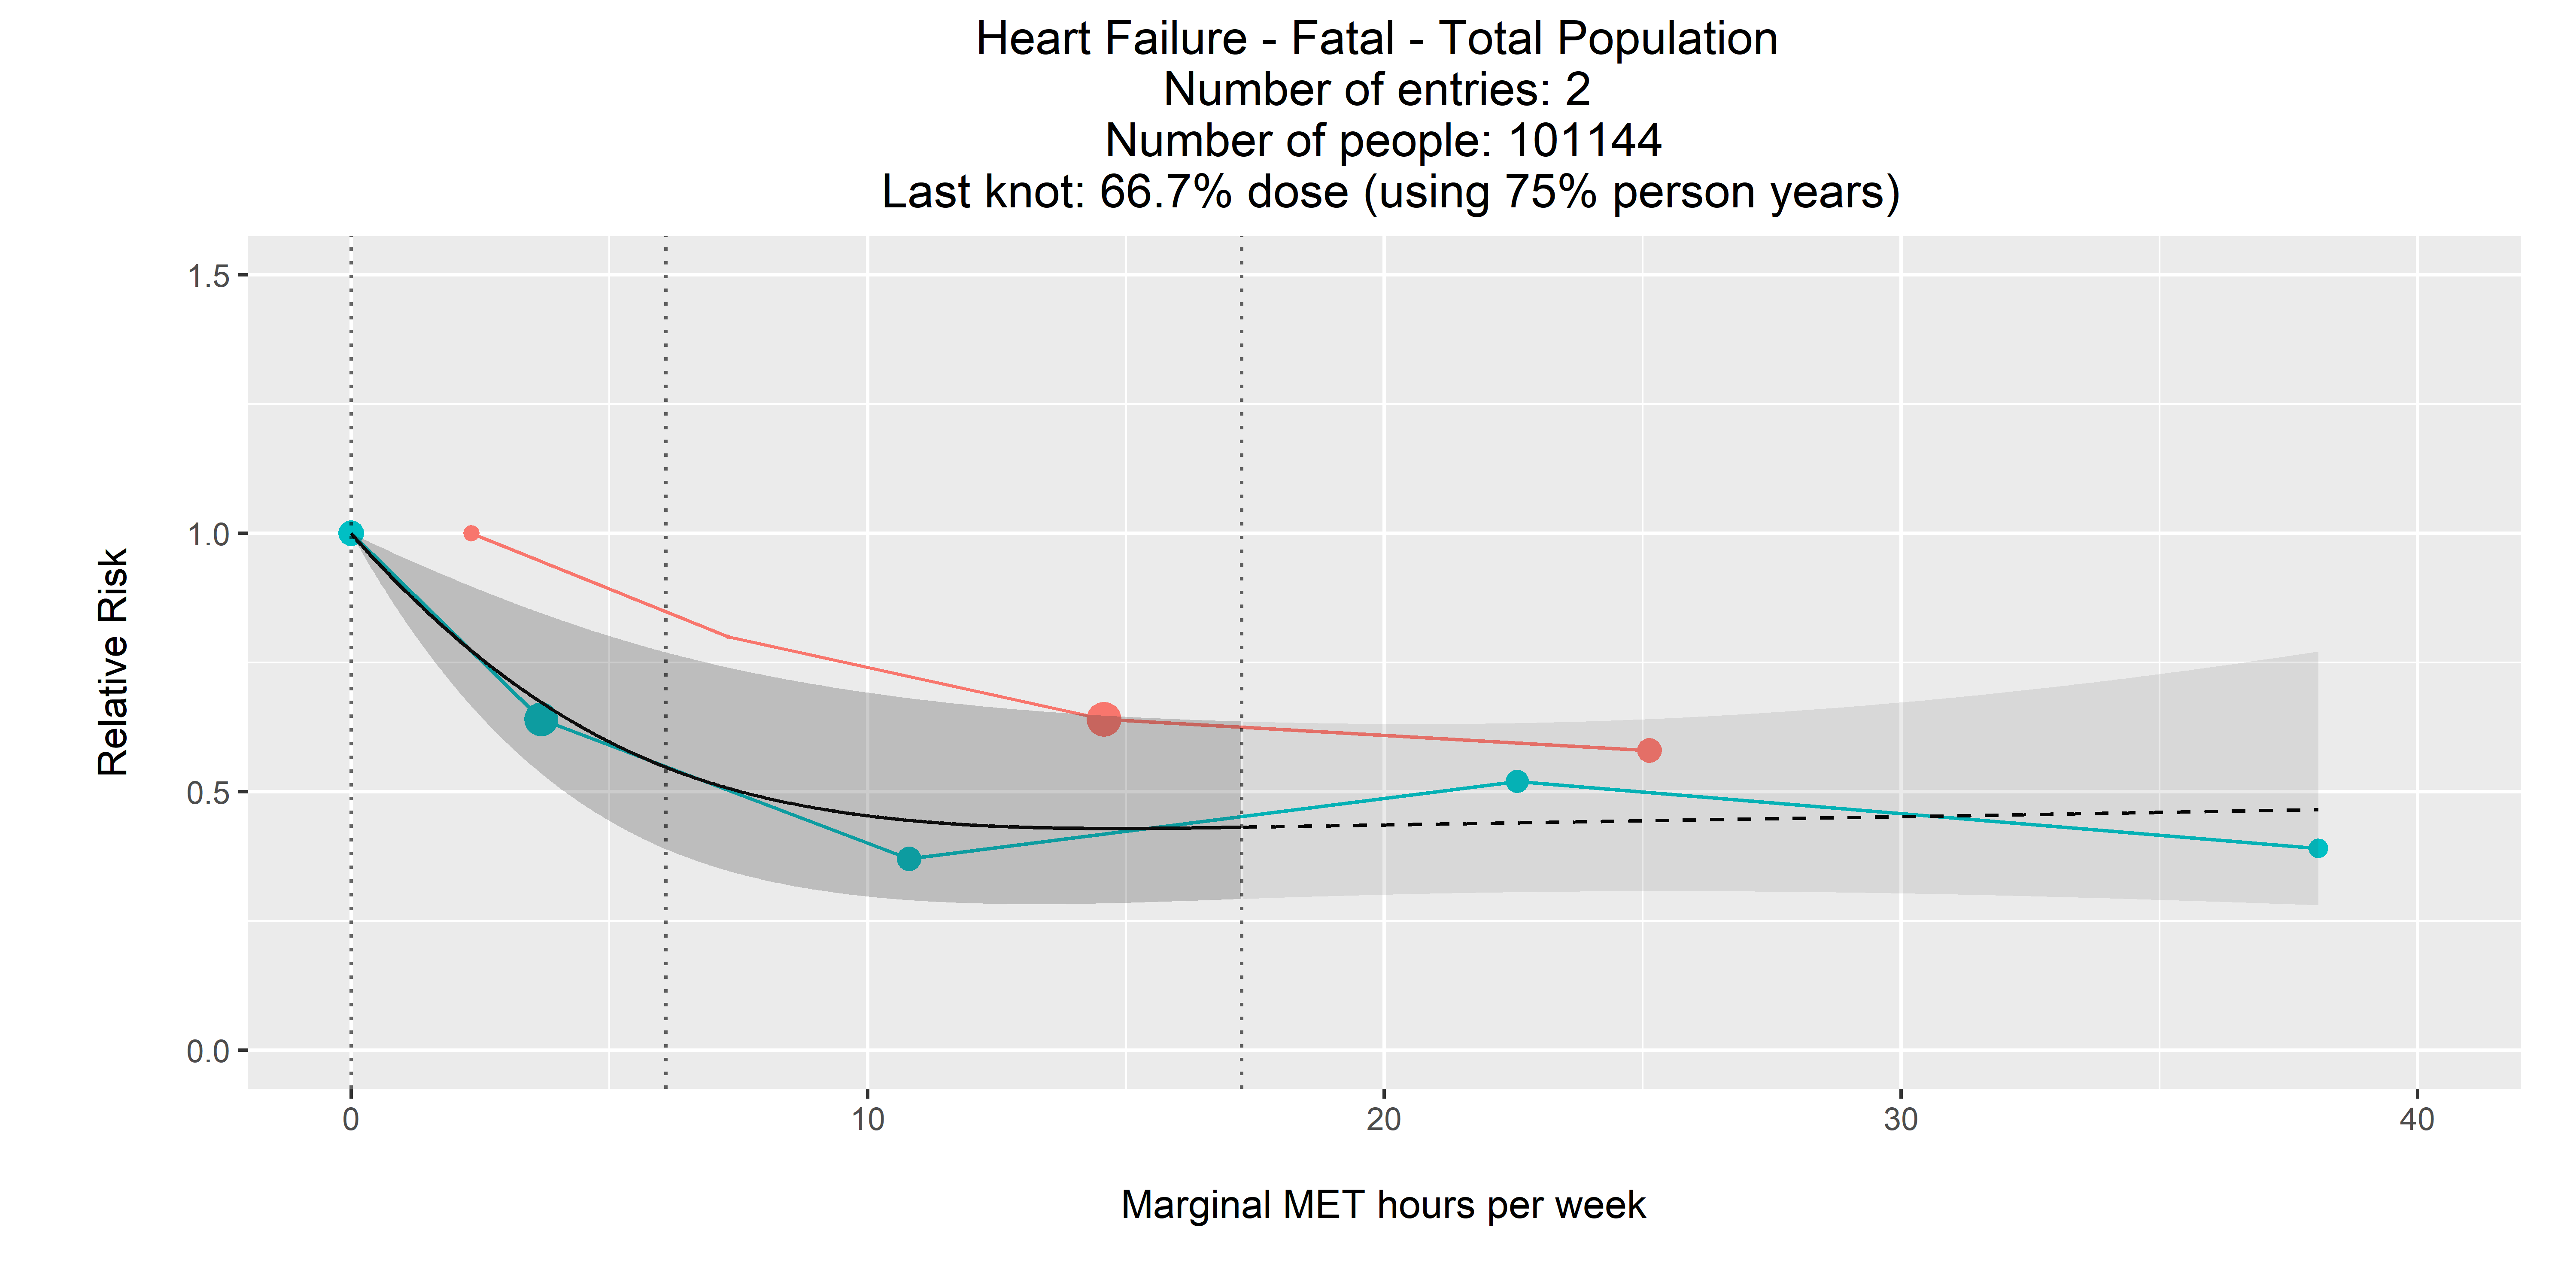 Heart Failure - Fatal - Total Population
Number of entries: 2
Number of people: 101144
Last knot: 66.7% dose (using 75% person years)
1.5
1.0
0.5
0.0
Relative Risk
0 10 20 30 40
Marginal MET hours per week